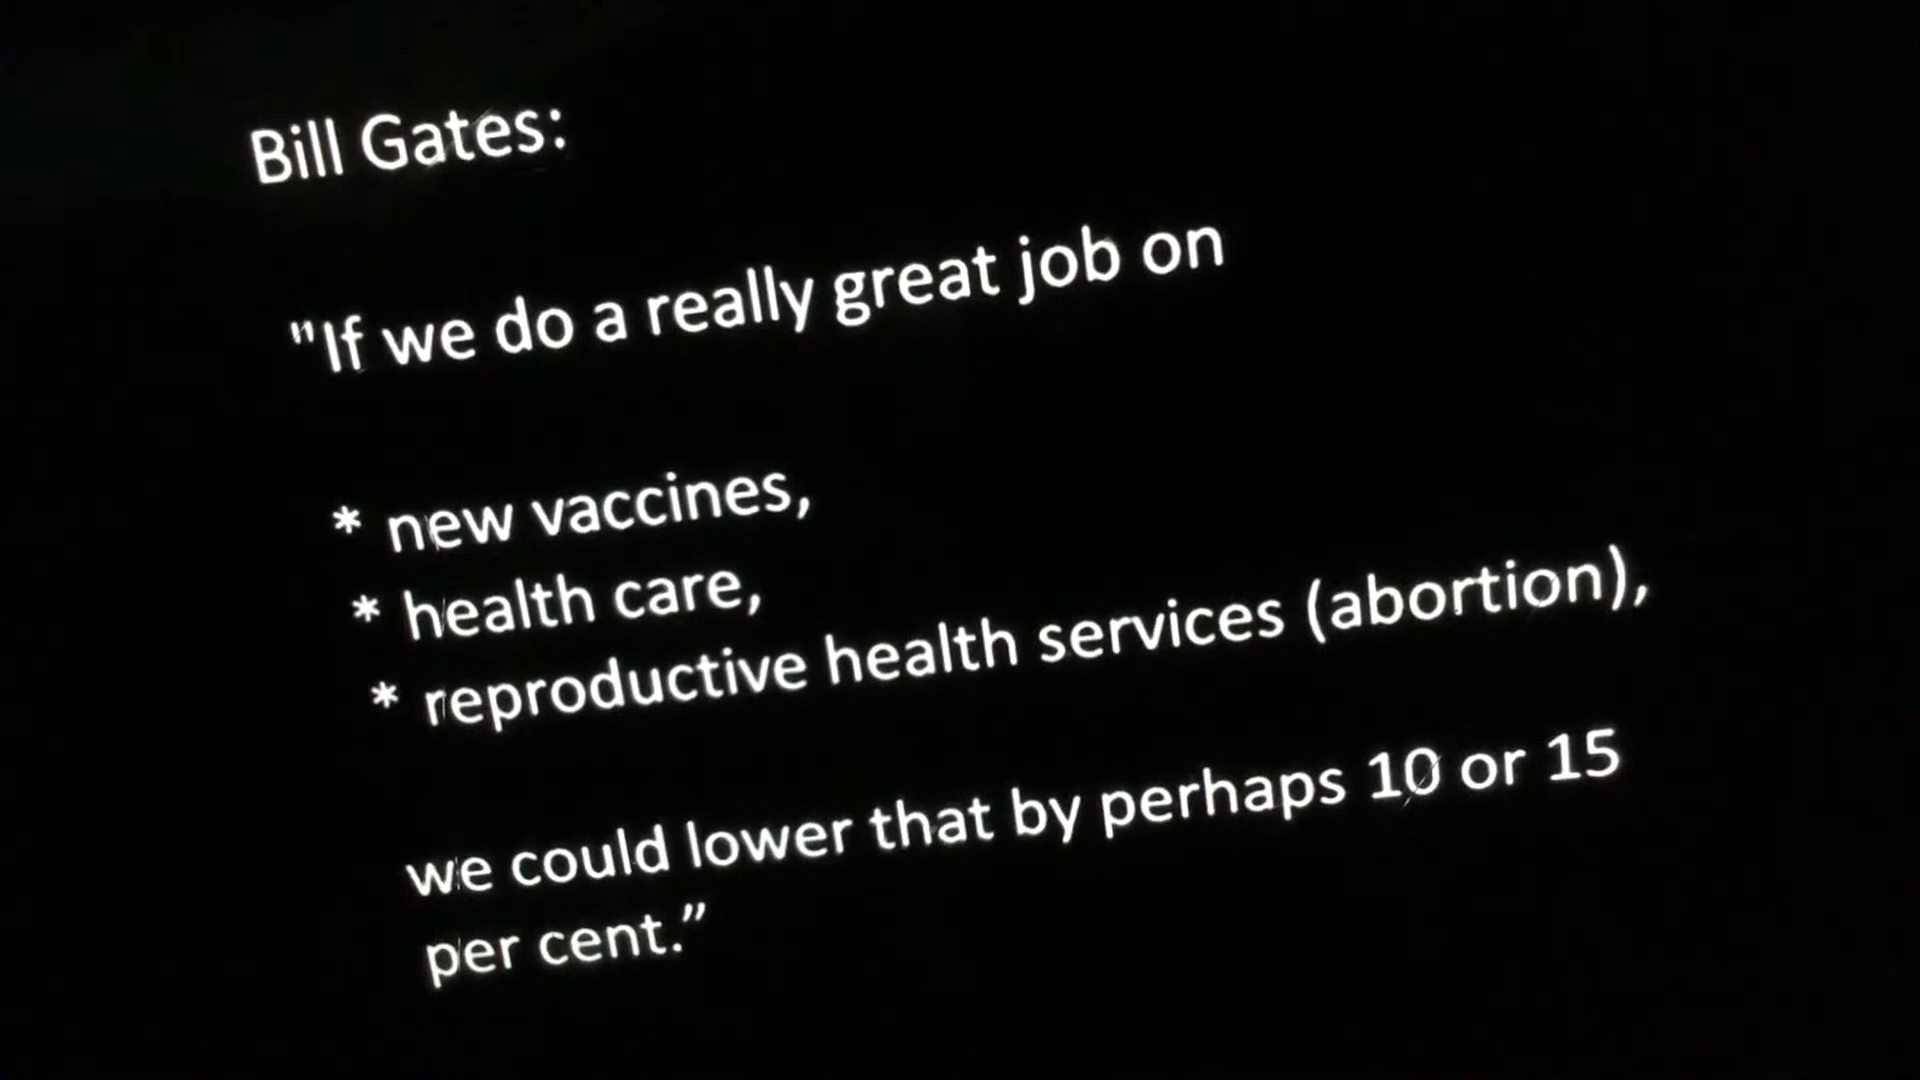 Bill Gates:
"If we do a really great job on
* new vaccines,
* health care,
* reproductive health services (abortion),
we could lower that by perhaps 10 or 15
per cent.”